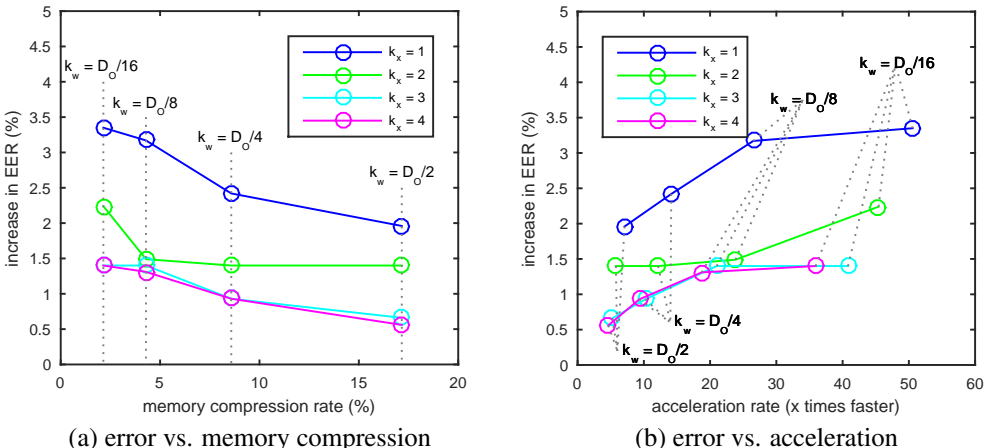 5
4.5
4
3.5
3
2.5
2
1.5
1
0.5
0
increase in EER (%)
k_w = D_O/16
k_w = D_O/8
k_w = D_O/4
k_w = D_O/2
k_x = 1
k_x = 2
k_x = 3
k_x = 4
0 5 10 15 20
memory compression rate (%)
(a) error vs. memory compression
5
4.5
4
3.5
3
2.5
2
1.5
1
0.5
0
increase in EER (%)
k_x = 1
k_x = 2
k_x = 3
k_x = 4
k_w = D_O/16
k_w = D_O/8
k_w = D_O/4
k_w = D_O/2
0 10 20 30 40 50 60
acceleration rate (x times faster)
(b) error vs. acceleration